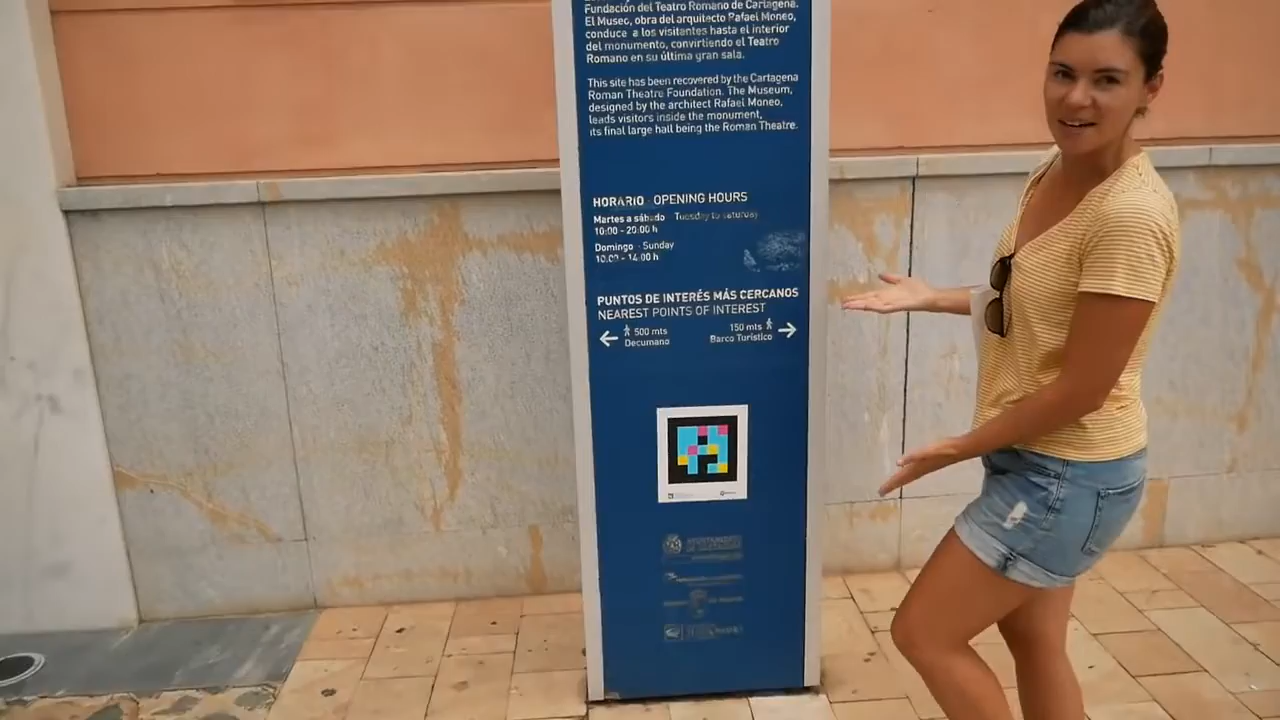 Fundación del Teatro Romano de Cartagena.
El Museo, obra del arquitecto Rafael Moneo,
conduce a los visitantes hasta el interior
del monumento, convirtiendo el Teatro
Romano en su última gran sala.
This site has been recovered by the Cartagena
Roman Theatre Foundation. The Museum,
designed by the architect Rafael Moneo,
leads visitors inside the monument,
its final large hall being the Roman Theatre.
HORARIO · OPENING HOURS
Martes a sábado · Tuesday to saturday
10:00 - 20:00 h
Domingo · Sunday
10:00 - 14:00 h
PUNTOS DE INTERÉS MÁS CERCANOS
NEAREST POINTS OF INTEREST
500 mts
Decumano
150 mts
Barco Turístico